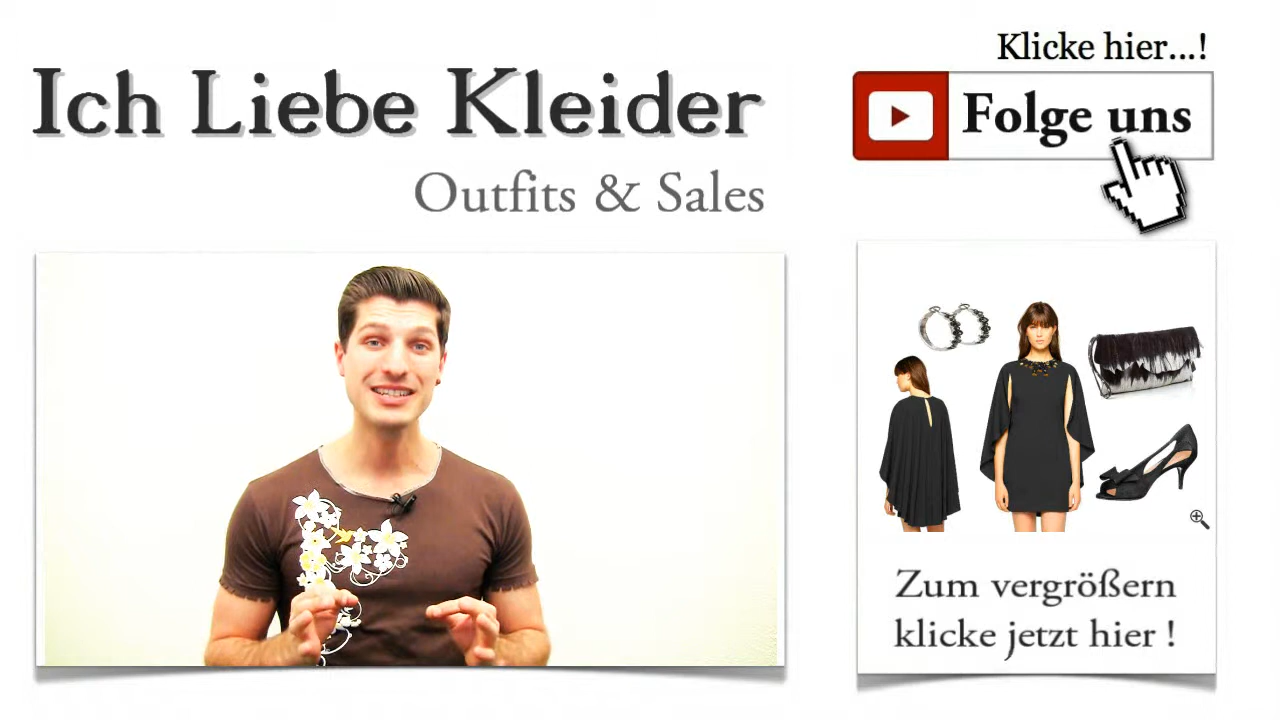 Ich Liebe Kleider
Outfits & Sales
Klicke hier...!
Folge uns
Zum vergrößern
klicke jetzt hier !